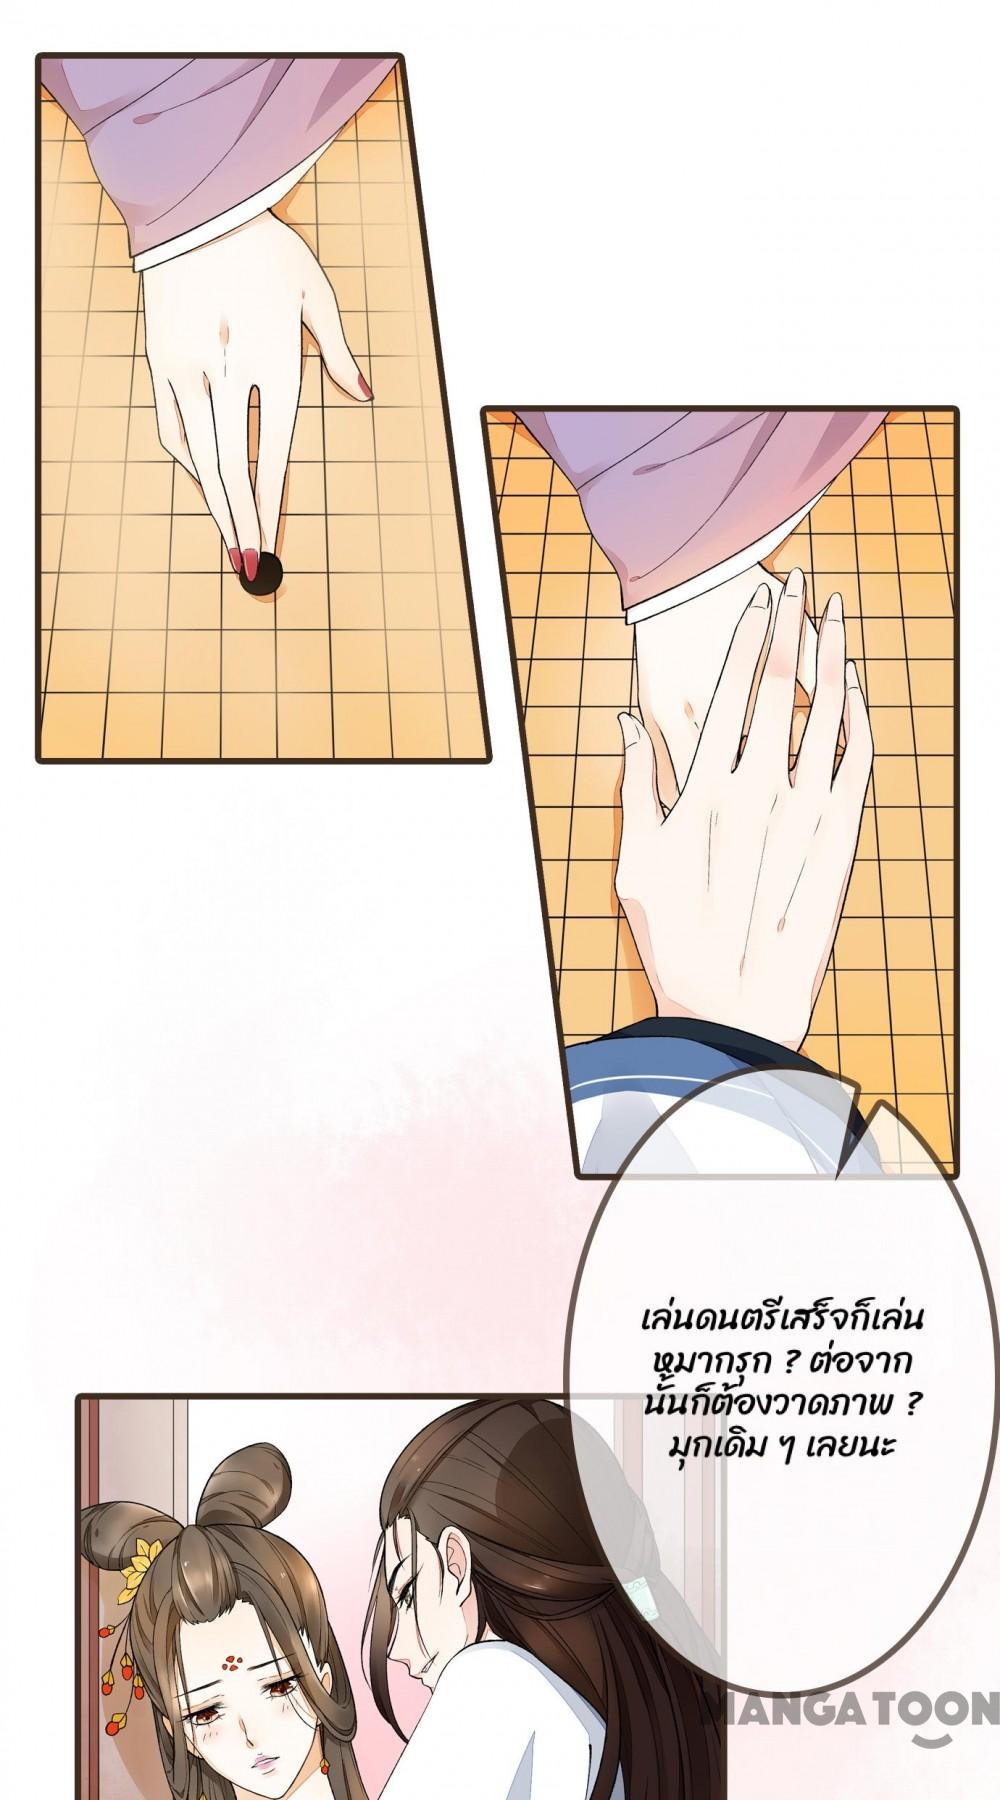 เล่นดนตรีเสร็จก็เล่น
หมากรุก ? ต่อจาก
นั้นก็ต้องวาดภาพ ?
มุกเดิม ๆ เลยนะ
MANGATOON